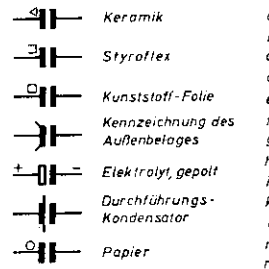 Keramik
Styroflex
Kunststoff-Folie
Kennzeichnung des
Außenbelages
+ − Elektrolyt, gepolt
Durchführungs-
Kondensator
Papier